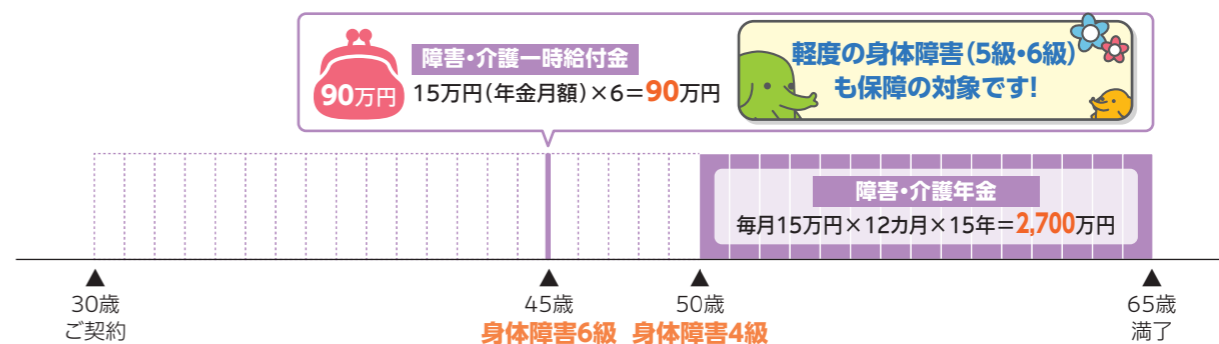 障害・介護一時給付金
90万円
15万円(年金月額)×6=90万円
軽度の身体障害(5級・6級)
も保障の対象です!
障害・介護年金
毎月15万円×12カ月×15年=2,700万円
▲ ▲ ▲ ▲
30歳 45歳 50歳 65歳
ご契約 身体障害6級 身体障害4級 満了